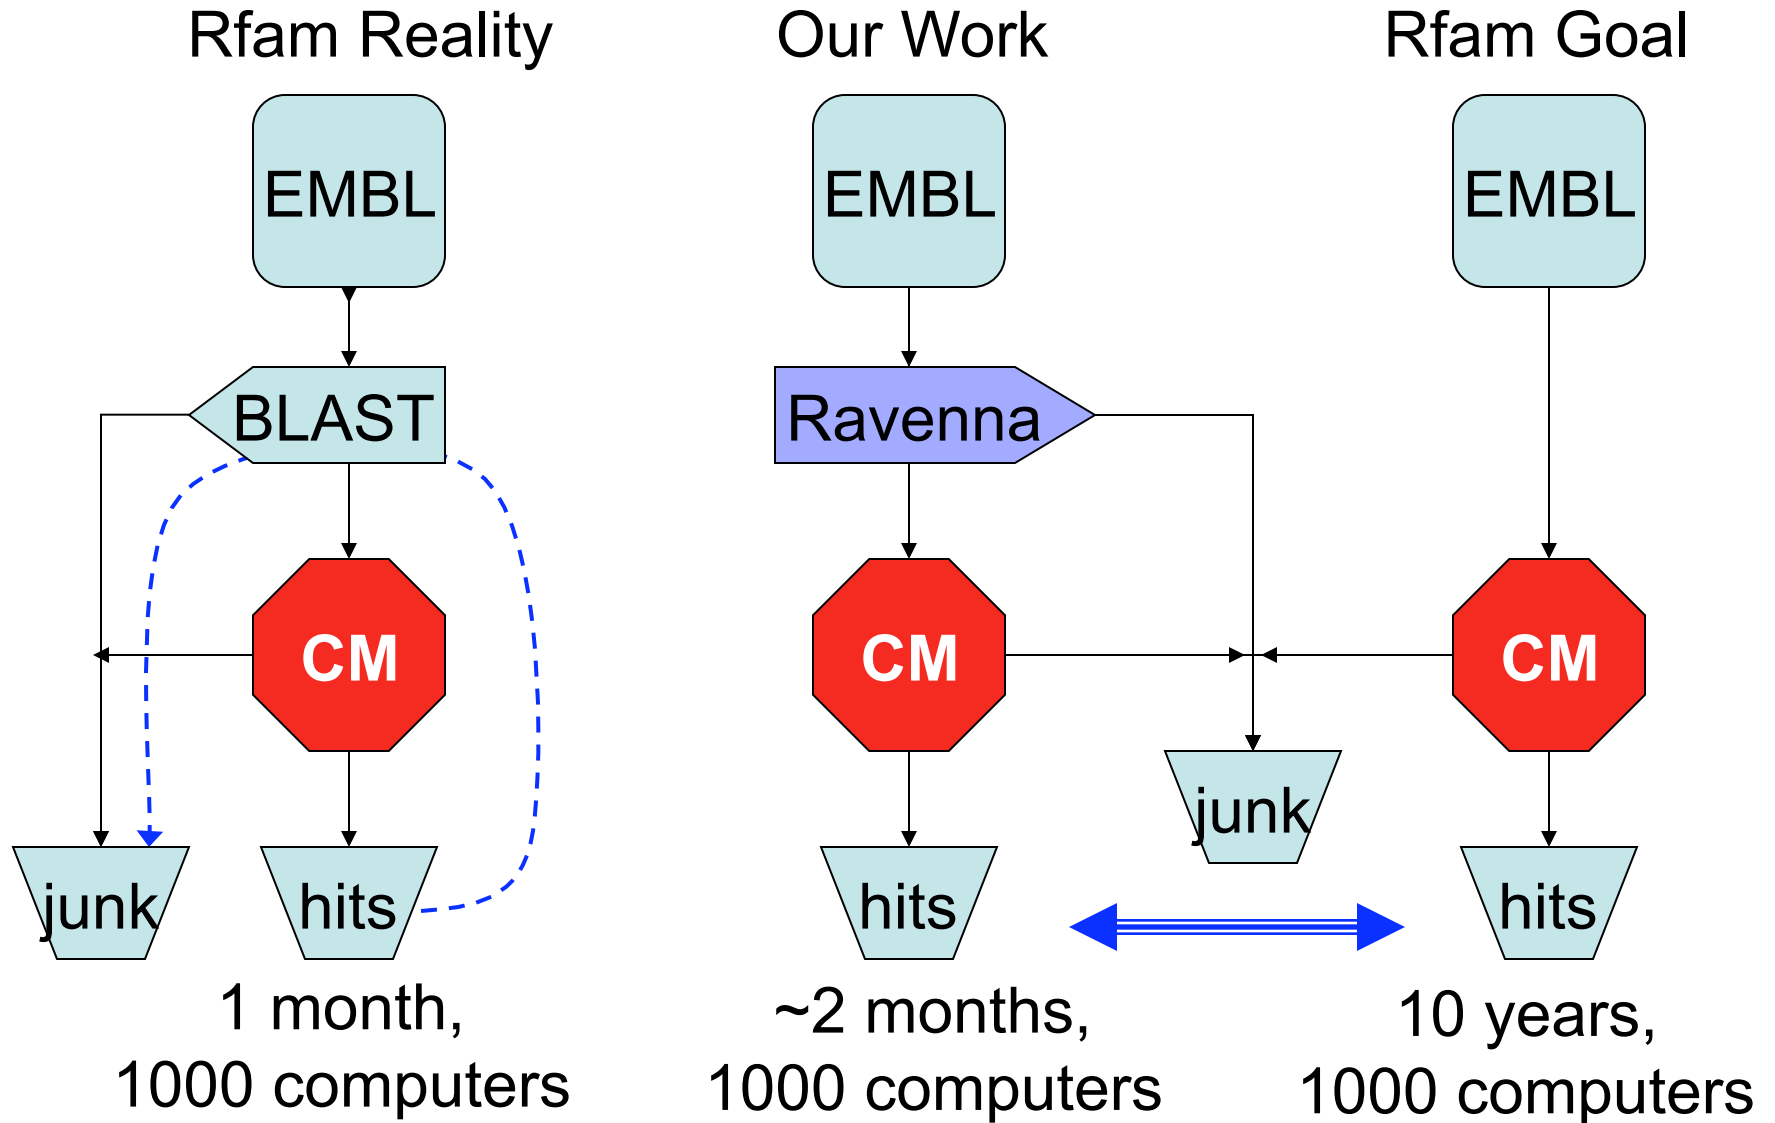 Rfam Reality
Our Work
Rfam Goal
EMBL
EMBL
EMBL
BLAST
Ravenna
CM
CM
CM
junk
junk
hits
hits
hits
1 month,
1000 computers
~2 months,
1000 computers
10 years,
1000 computers